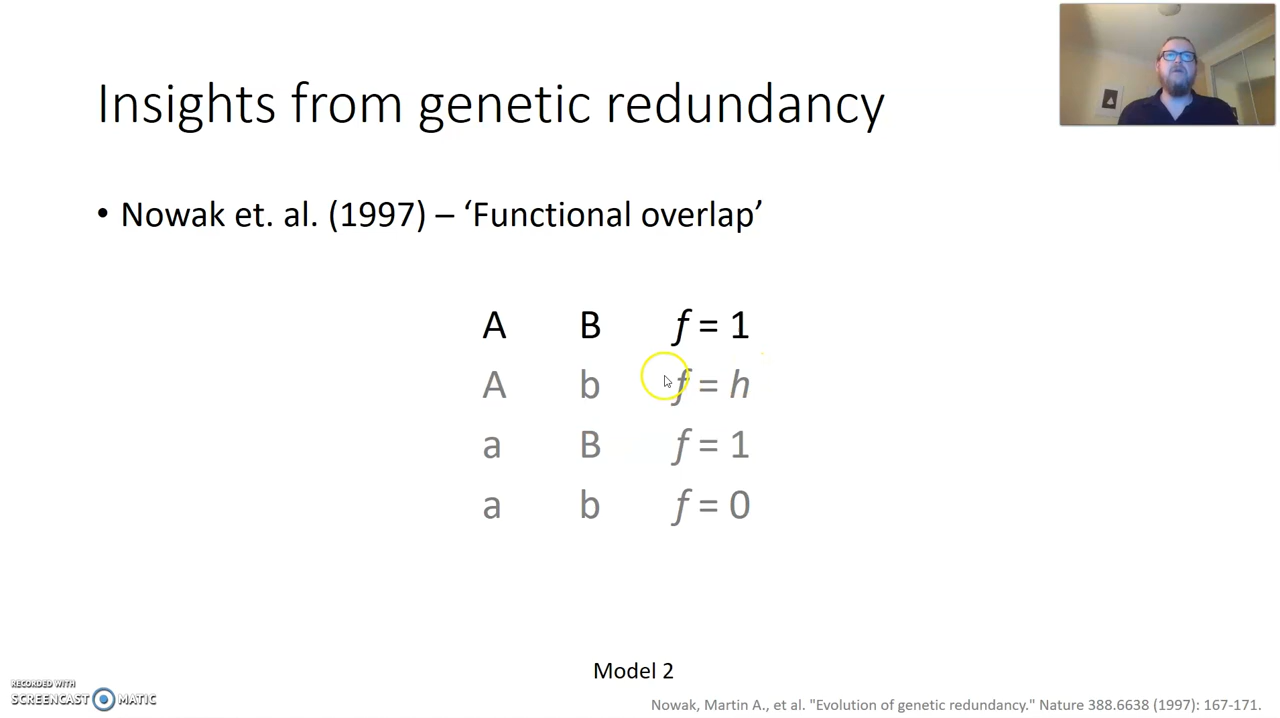 Insights from genetic redundancy
• Nowak et. al. (1997) – ‘Functional overlap’
A B f = 1
A b f = h
a B f = 1
a b f = 0
Model 2
RECORDED WITH
SCREENCAST MATIC
Nowak, Martin A., et al. "Evolution of genetic redundancy." Nature 388.6638 (1997): 167-171.